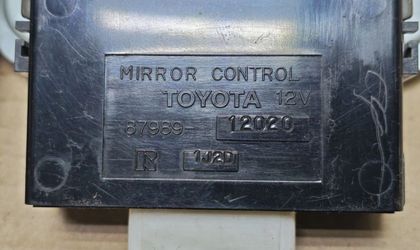 MIRROR CONTROL
TOYOTA 12V
87989-12020
R 1J2D